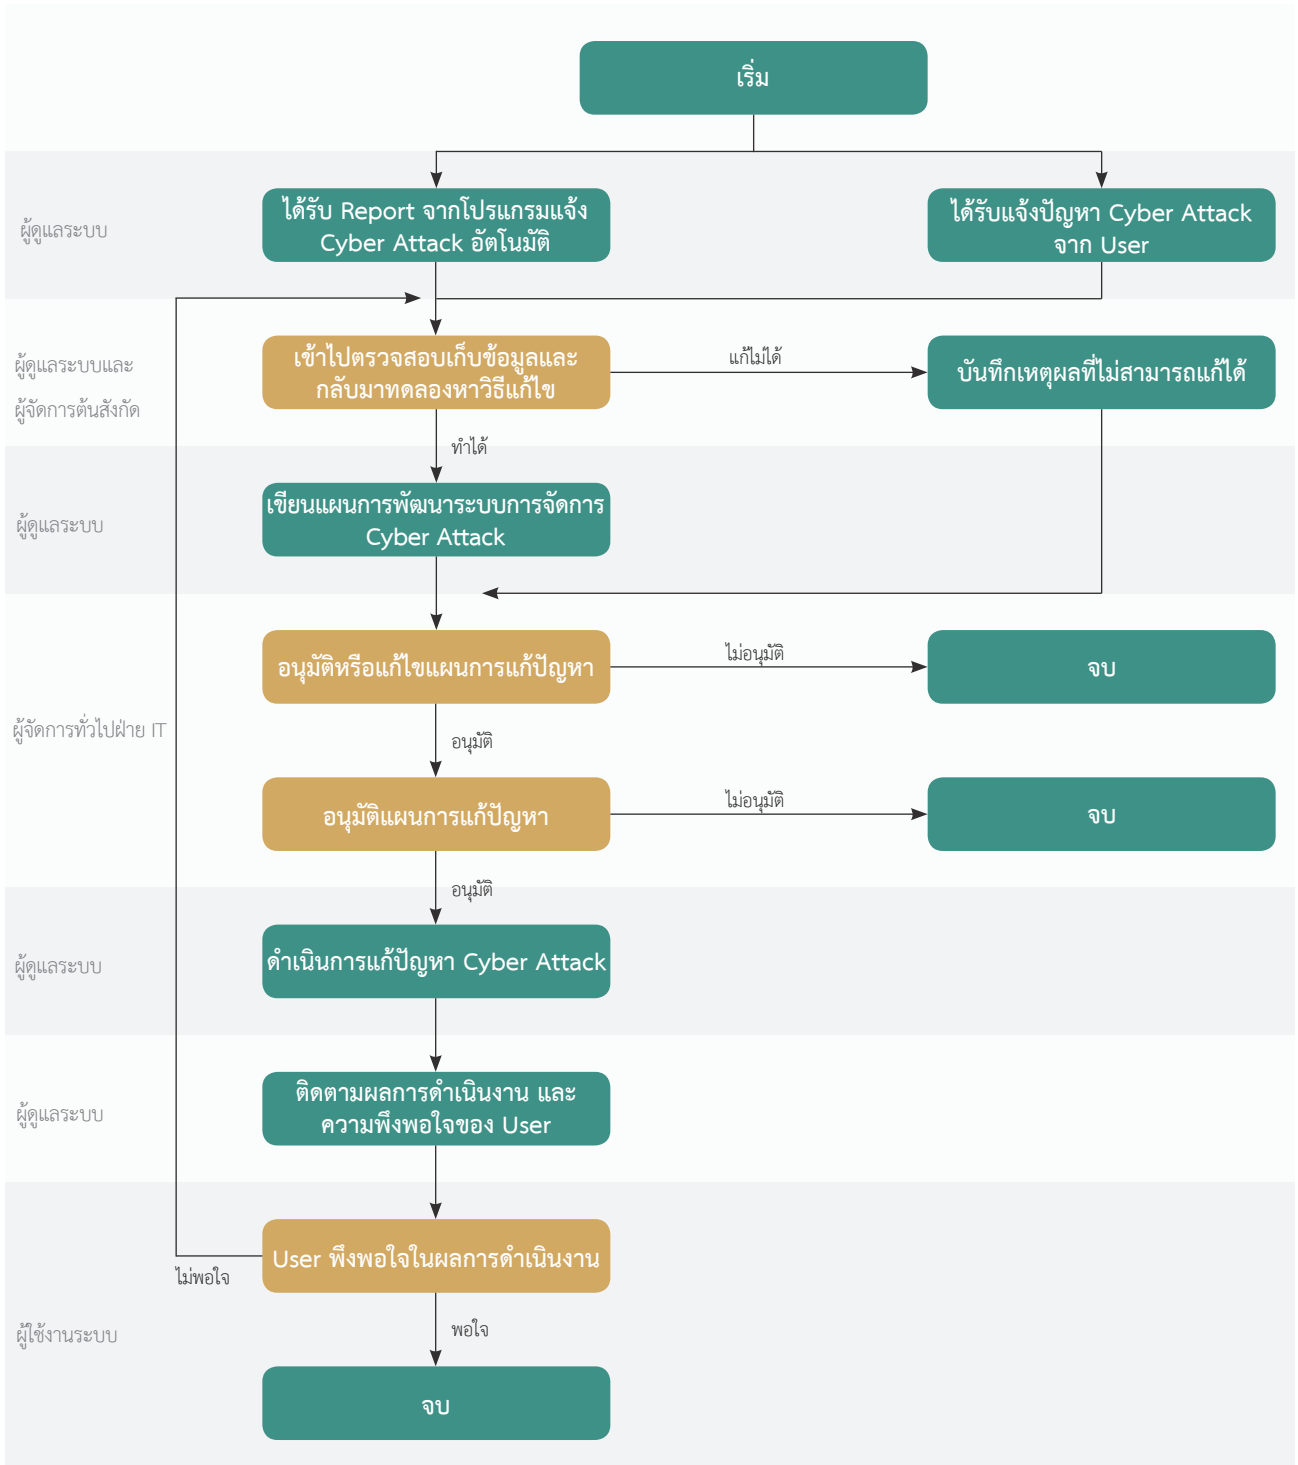 เริ่ม
ผู้ดูแลระบบ
ได้รับ Report จากโปรแกรมแจ้ง
Cyber Attack อัตโนมัติ
ได้รับแจ้งปัญหา Cyber Attack
จาก User
ผู้ดูแลระบบและ
ผู้จัดการต้นสังกัด
เข้าไปตรวจสอบเก็บข้อมูลและ
กลับมาทดลองหาวิธีแก้ไข
แก้ไม่ได้
บันทึกเหตุผลที่ไม่สามารถแก้ได้
ทำได้
ผู้ดูแลระบบ
เขียนแผนการพัฒนาระบบการจัดการ
Cyber Attack
ผู้จัดการทั่วไปฝ่าย IT
อนุมัติหรือแก้ไขแผนการแก้ปัญหา
ไม่อนุมัติ
จบ
อนุมัติ
อนุมัติแผนการแก้ปัญหา
ไม่อนุมัติ
จบ
อนุมัติ
ผู้ดูแลระบบ
ดำเนินการแก้ปัญหา Cyber Attack
ผู้ดูแลระบบ
ติดตามผลการดำเนินงาน และ
ความพึงพอใจของ User
User พึงพอใจในผลการดำเนินงาน
ไม่พอใจ
พอใจ
ผู้ใช้งานระบบ
จบ